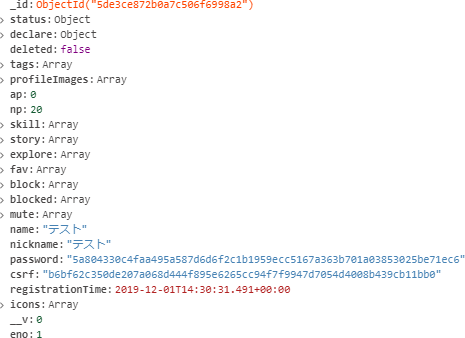 _id:ObjectId("5de3ce872b0a7c506f6998a2")
> status:Object
> declare:Object
deleted:false
> tags:Array
> profileImages:Array
ap:0
np:20
> skill:Array
> story:Array
> explore:Array
> fav:Array
> block:Array
> blocked:Array
> mute:Array
name:"テスト"
nickname:"テスト"
password:"5a804330c4faa495a587d6d6f2c1b1959ecc5167a363b701a03853025be71ec6"
csrf:"b6bf62c350de207a068d444f895e6265cc94f7f9947d7054d4008b439cb11bb0"
registrationTime:2019-12-01T14:30:31.491+00:00
> icons:Array
__v:0
eno:1